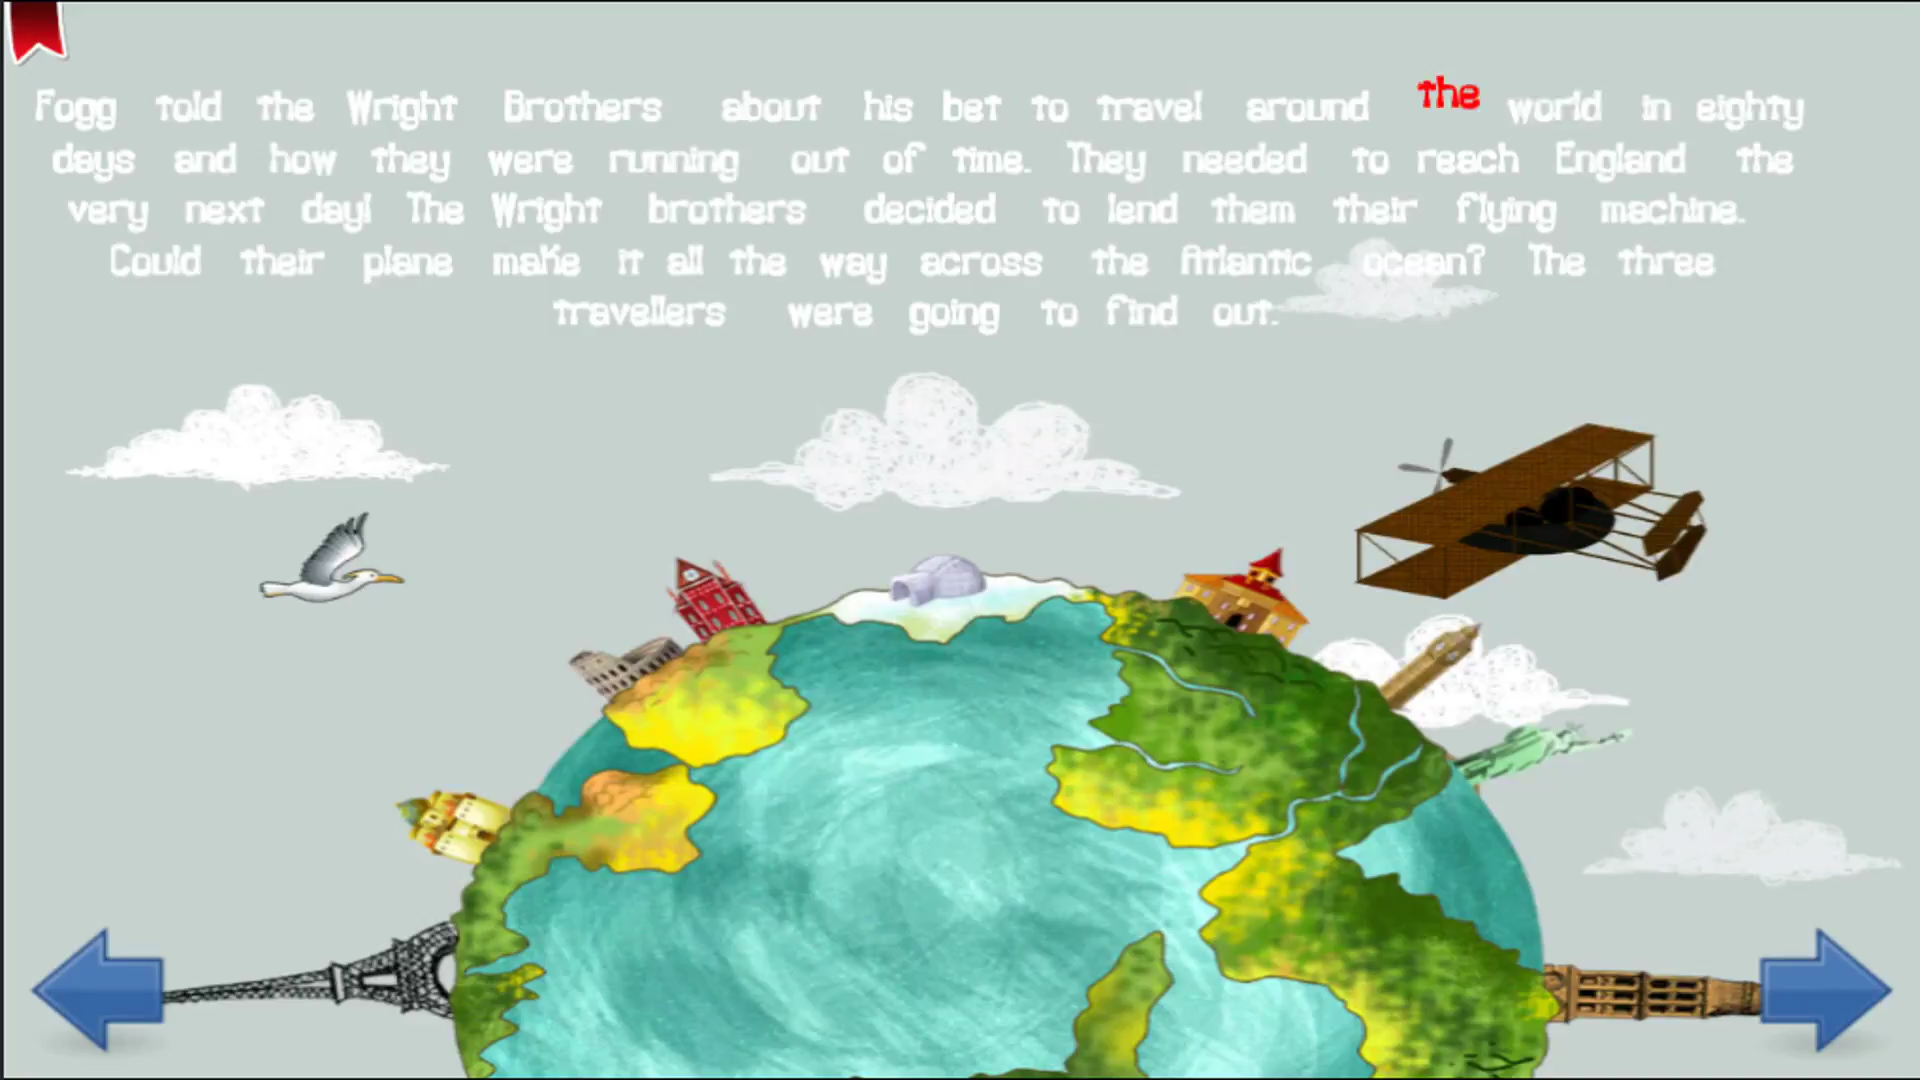 Fogg told the Wright Brothers about his bet to travel around the world in eighty
days and how they were running out of time. They needed to reach England the
very next day! The Wright brothers decided to lend them their flying machine.
Could their plane make it all the way across the Atlantic ocean? The three
travellers were going to find out.